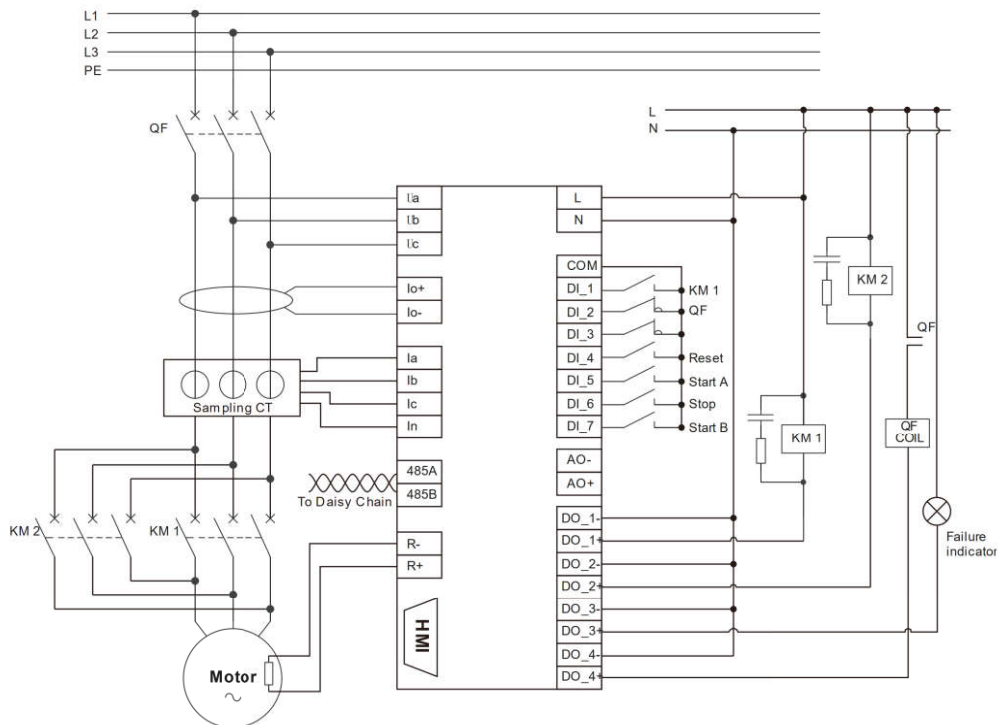 L1
L2
L3
PE
QF
L
N
Ua
Ub
Uc
Io+
Io-
Ia
Ib
Ic
In
485A
485B
R-
R+
HMI
L
N
COM
DI_1
DI_2
DI_3
DI_4
DI_5
DI_6
DI_7
AO-
AO+
DO_1-
DO_1+
DO_2-
DO_2+
DO_3-
DO_3+
DO_4-
DO_4+
KM 1
QF
Reset
Start A
Stop
Start B
Sampling CT
To Daisy Chain
KM 2
KM 1
Motor
KM 2
KM 1
QF
QF
COIL
Failure
indicator